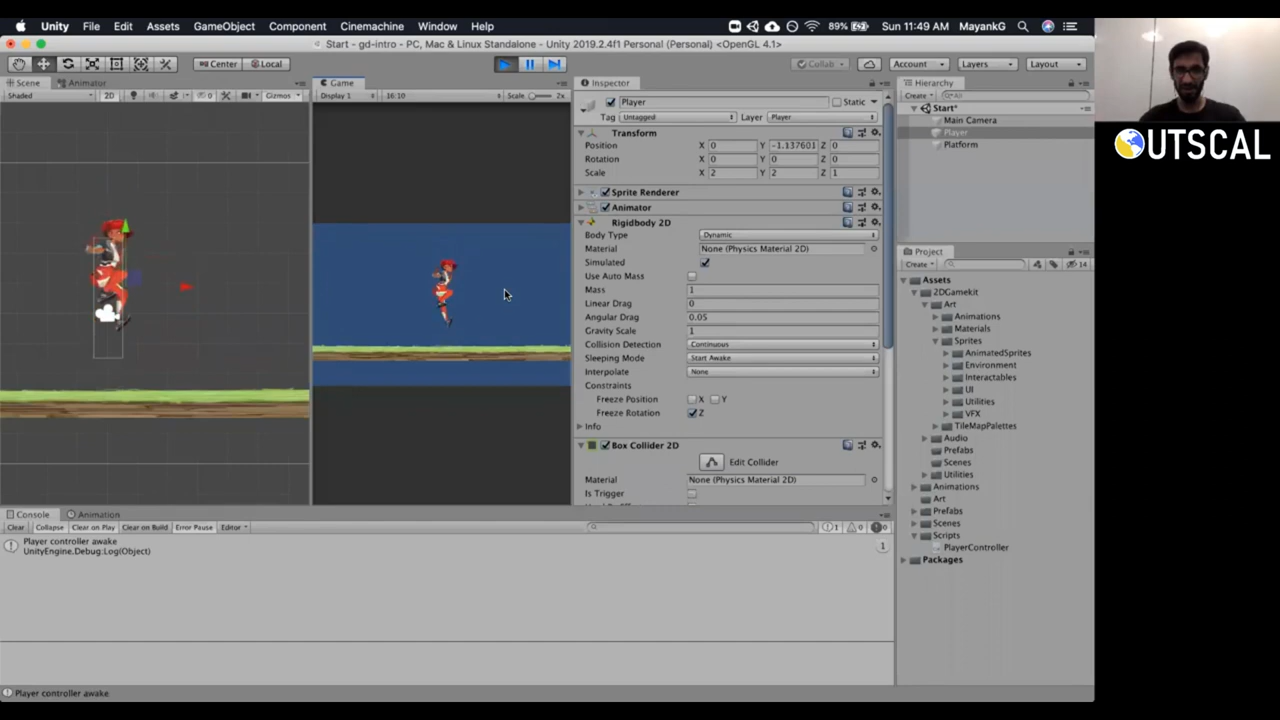 Unity File Edit Assets GameObject Component Cinemachine Window Help 89% Sun 11:49 AM MayankG
Start - gd-intro - PC, Mac & Linux Standalone - Unity 2019.2.4f1 Personal (Personal) <OpenGL 4.1>
Center Local Collab Account Layers Layout
Scene Animator
Shaded 2D 0 Gizmos
Game
Display 1 16:10 Scale 2x
Inspector
Player Static
Tag Untagged Layer Player
Transform
Position X 0 Y -1.137601 Z 0
Rotation X 0 Y 0 Z 0
Scale X 2 Y 2 Z 1
Sprite Renderer
Animator
Rigidbody 2D
Body Type Dynamic
Material None (Physics Material 2D)
Simulated
Use Auto Mass
Mass 1
Linear Drag 0
Angular Drag 0.05
Gravity Scale 1
Collision Detection Continuous
Sleeping Mode Start Awake
Interpolate None
Constraints
Freeze Position X Y
Freeze Rotation Z
Info
Box Collider 2D
Edit Collider
Material None (Physics Material 2D)
Is Trigger
Hierarchy
Create All
Start*
Main Camera
Player
Platform
Project
Create 14
Assets
2DGamekit
Art
Animations
Materials
Sprites
AnimatedSprites
Environment
Interactables
UI
Utilities
VFX
TileMapPalettes
Audio
Prefabs
Scenes
Utilities
Animations
Art
Prefabs
Scenes
Scripts
PlayerController
Packages
Console Animation
Clear Collapse Clear on Play Clear on Build Error Pause Editor 1 0 0
Player controller awake
UnityEngine.Debug:Log(Object)
1
Player controller awake
OUTSCAL